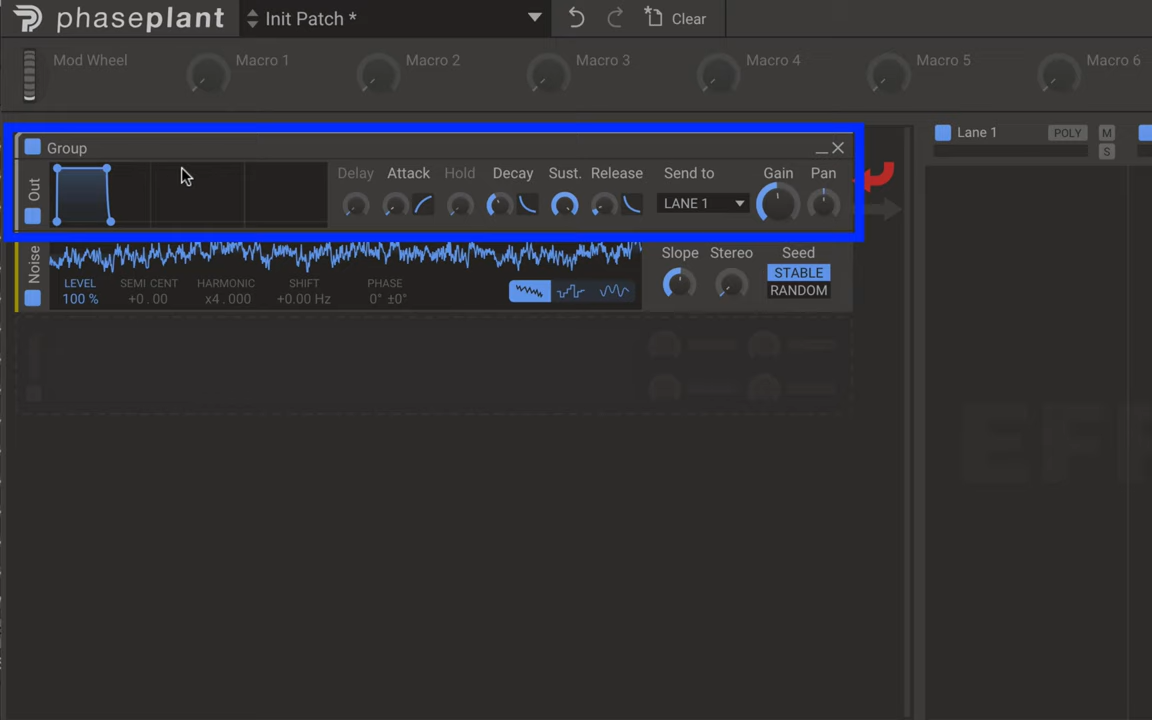 phaseplant
Init Patch *
Clear
Mod Wheel
Macro 1
Macro 2
Macro 3
Macro 4
Macro 5
Macro 6
Group
Out
Delay Attack Hold Decay Sust. Release Send to Gain Pan
LANE 1
Lane 1 POLY M
S
Noise
LEVEL SEMI CENT HARMONIC SHIFT PHASE
100 % +0.00 x4.000 +0.00 Hz 0° ±0°
Slope Stereo Seed
STABLE
RANDOM